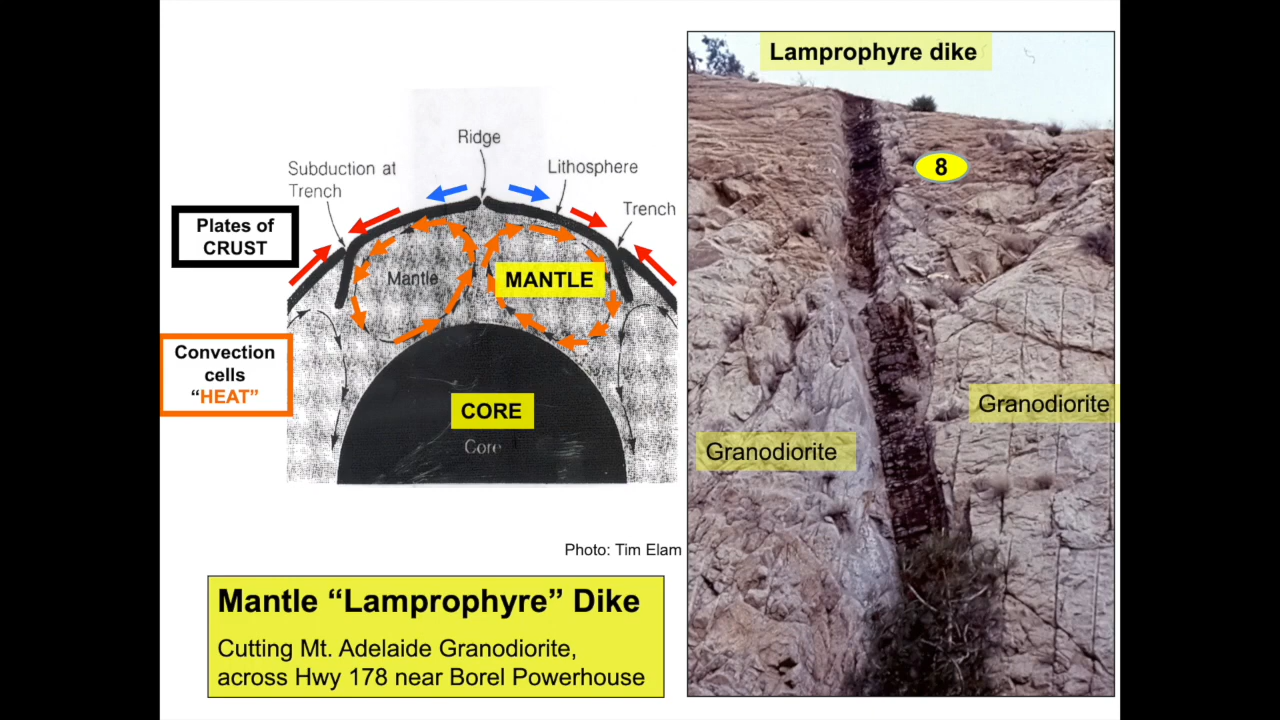 Lamprophyre dike
Ridge
Subduction at
Trench
Lithosphere
Trench
8
Plates of
CRUST
Mantle
MANTLE
Convection
cells
“HEAT”
CORE
Core
Granodiorite
Granodiorite
Photo: Tim Elam
Mantle “Lamprophyre” Dike
Cutting Mt. Adelaide Granodiorite,
across Hwy 178 near Borel Powerhouse